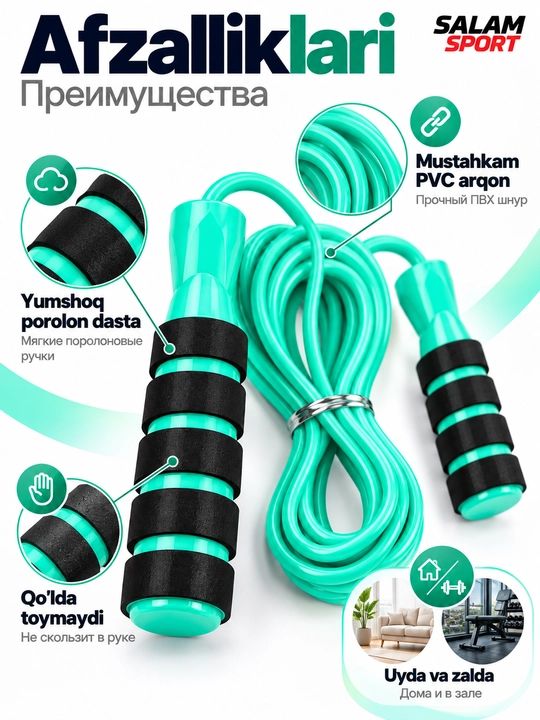 Afzalliklari
Преимущества
SALAM
SPORT
Mustahkam
PVC arqon
Прочный ПВХ шнур
Yumshoq
porolon dasta
Мягкие поролоновые
ручки
Qo'lda
toymaydi
Не скользит в руке
Uyda va zalda
Дома и в зале